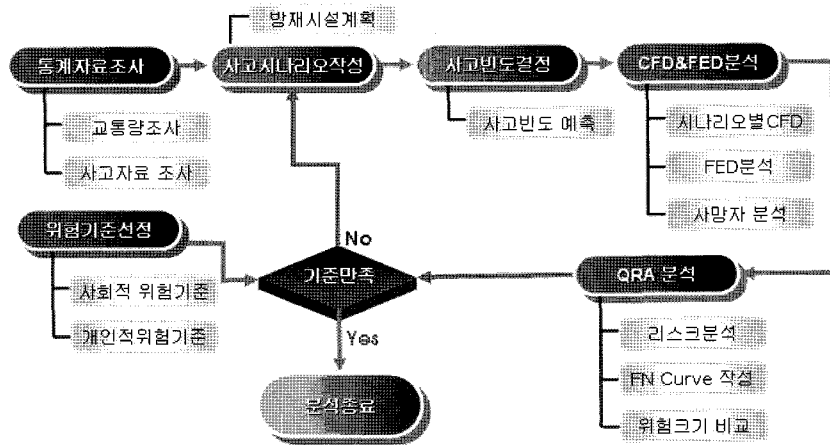 방재시설계획
통계자료조사
사고시나리오작성
사고빈도결정
CFD&FED분석
교통량조사
사고자료 조사
사고빈도 예측
시나리오별CFD
FED분석
사망자 분석
위험기준선정
사회적 위험기준
개인적위험기준
No
기준만족
Yes
분석종료
QRA 분석
리스크분석
FN Curve 작성
위험크기 비교